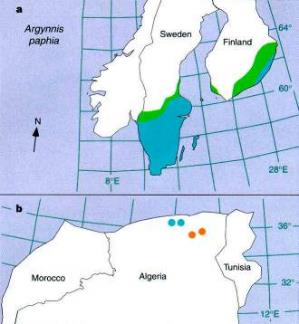 a
Argynnis
paphia
Sweden
Finland
64°
N
60°
8°E
28°E
b
36°
Morocco
Algeria
Tunisia
32°
12°E